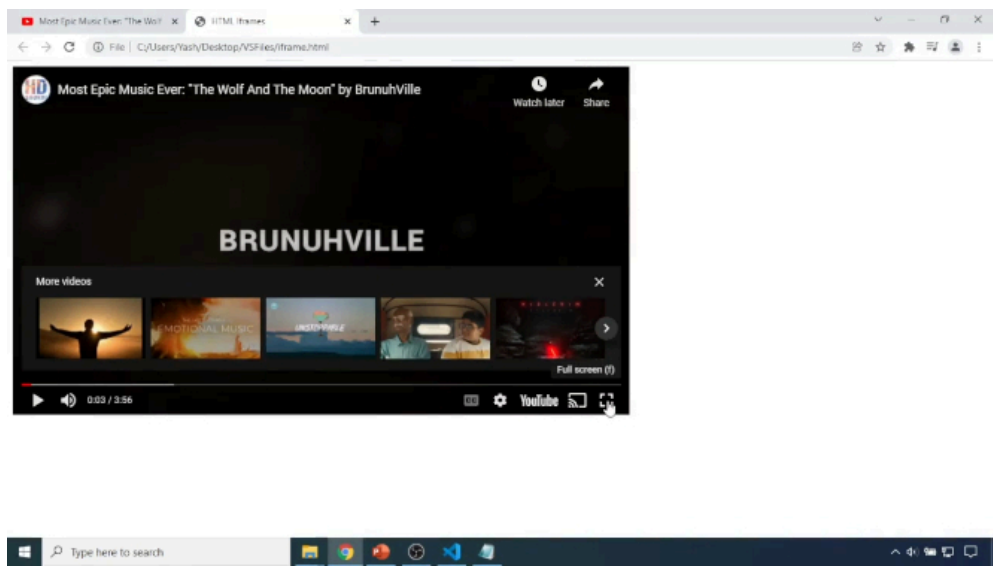 Most Epic Music Ever: "The Wolf
HTML Iframes
File | C:/Users/Yash/Desktop/VSFiles/iframe.html
HD
Most Epic Music Ever: "The Wolf And The Moon" by BrunuhVille
Watch later
Share
BRUNUHVILLE
More videos
EMOTIONAL MUSIC
UNSTOPPABLE
Full screen (f)
0:03 / 3:56
CC
YouTube
Type here to search